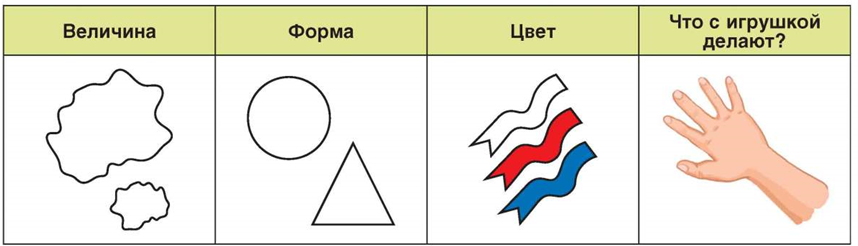 Величина
Форма
Цвет
Что с игрушкой
делают?